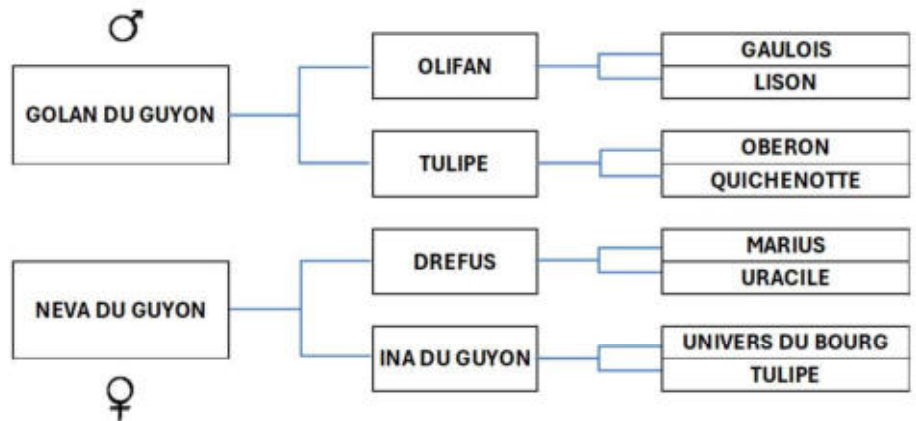 GOLAN DU GUYON
OLIFAN
GAULOIS
LISON
TULIPE
OBERON
QUICHENOTTE
NEVA DU GUYON
DREFUS
MARIUS
URACILE
INA DU GUYON
UNIVERS DU BOURG
TULIPE